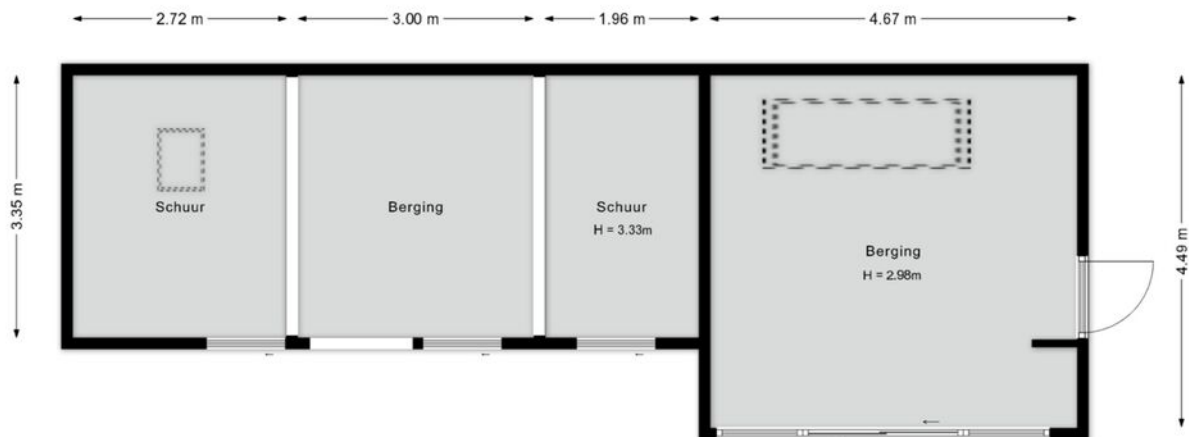 2.72 m
3.00 m
1.96 m
4.67 m
3.35 m
Schuur
Berging
Schuur
H = 3.33m
Berging
H = 2.98m
4.49 m